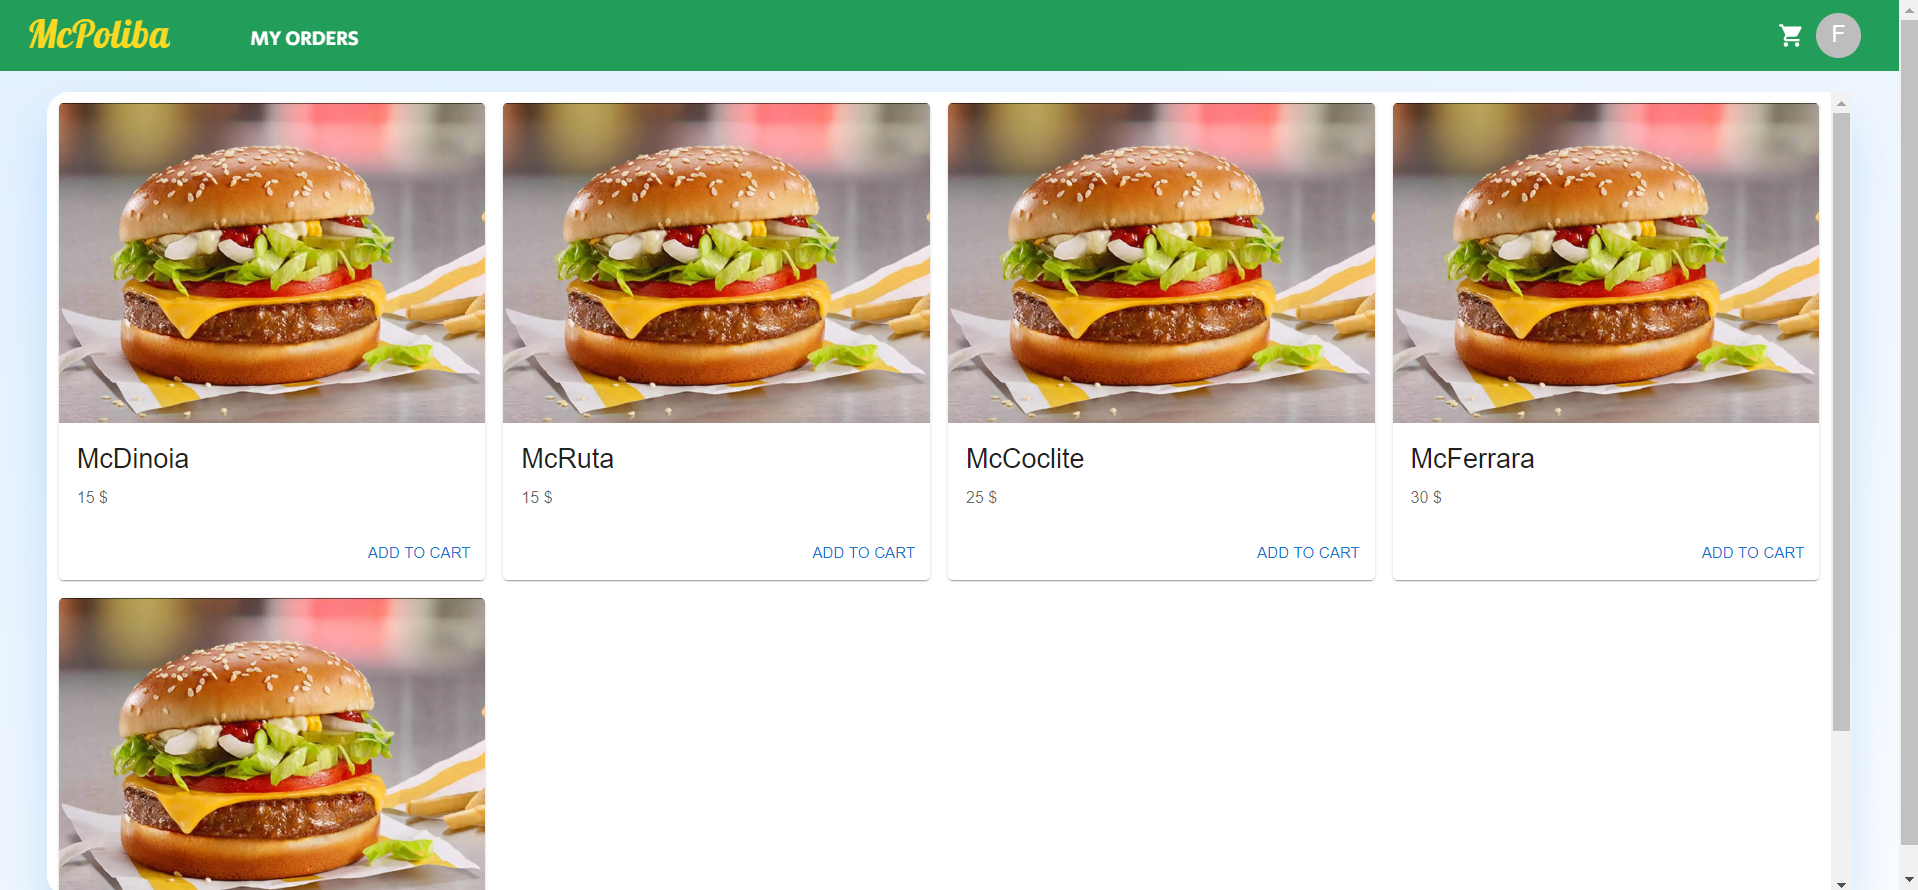 McPoliba
MY ORDERS
F
McDinoia
15 $
ADD TO CART
McRuta
15 $
ADD TO CART
McCoclite
25 $
ADD TO CART
McFerrara
30 $
ADD TO CART